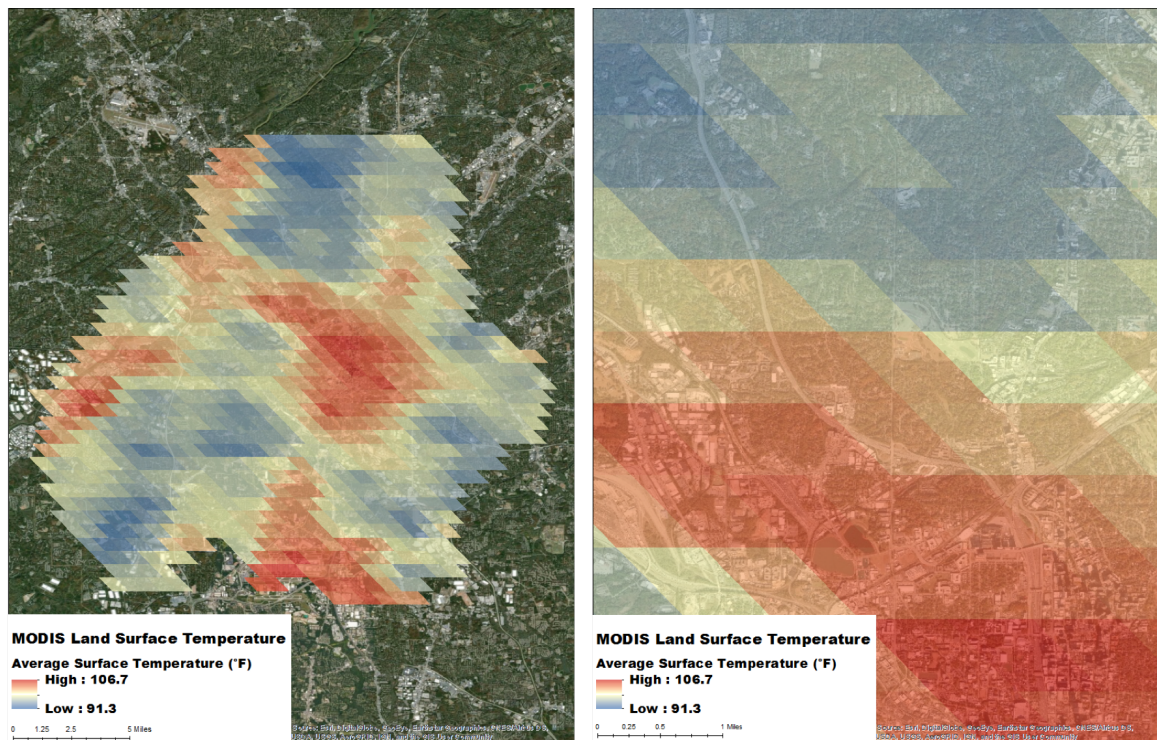 MODIS Land Surface Temperature
Average Surface Temperature (°F)
High : 106.7
Low : 91.3
0 1.25 2.5 5 Miles
MODIS Land Surface Temperature
Average Surface Temperature (°F)
High : 106.7
Low : 91.3
0 0.25 0.5 1 Miles